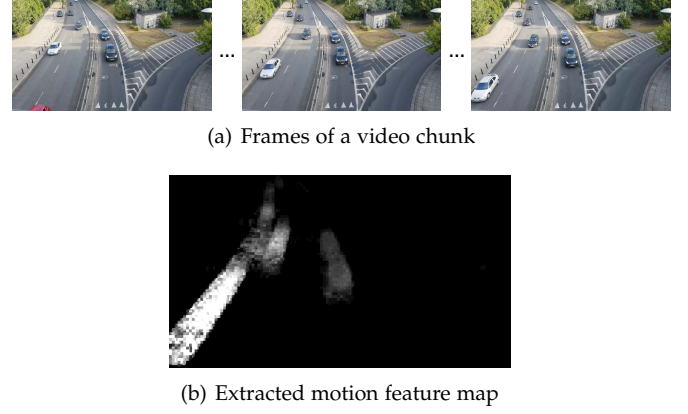 ... ...
(a) Frames of a video chunk
(b) Extracted motion feature map